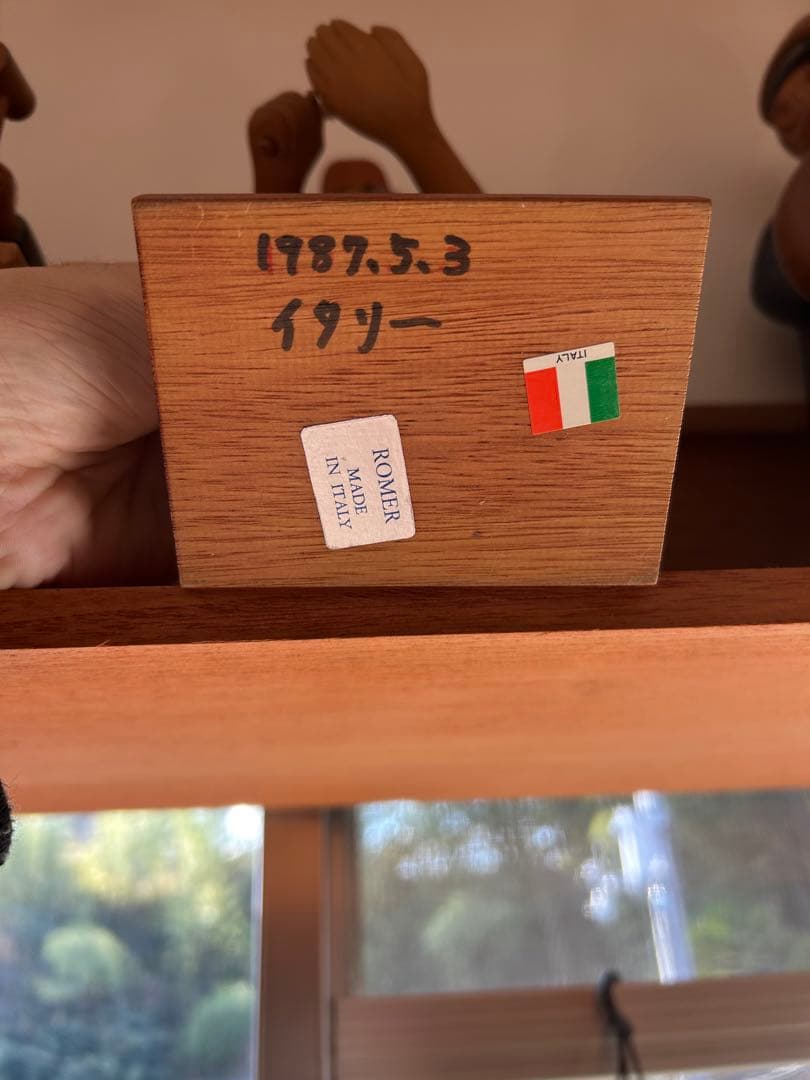 1987.5.3
イタリー
ITALY
ROMER
MADE
IN ITALY